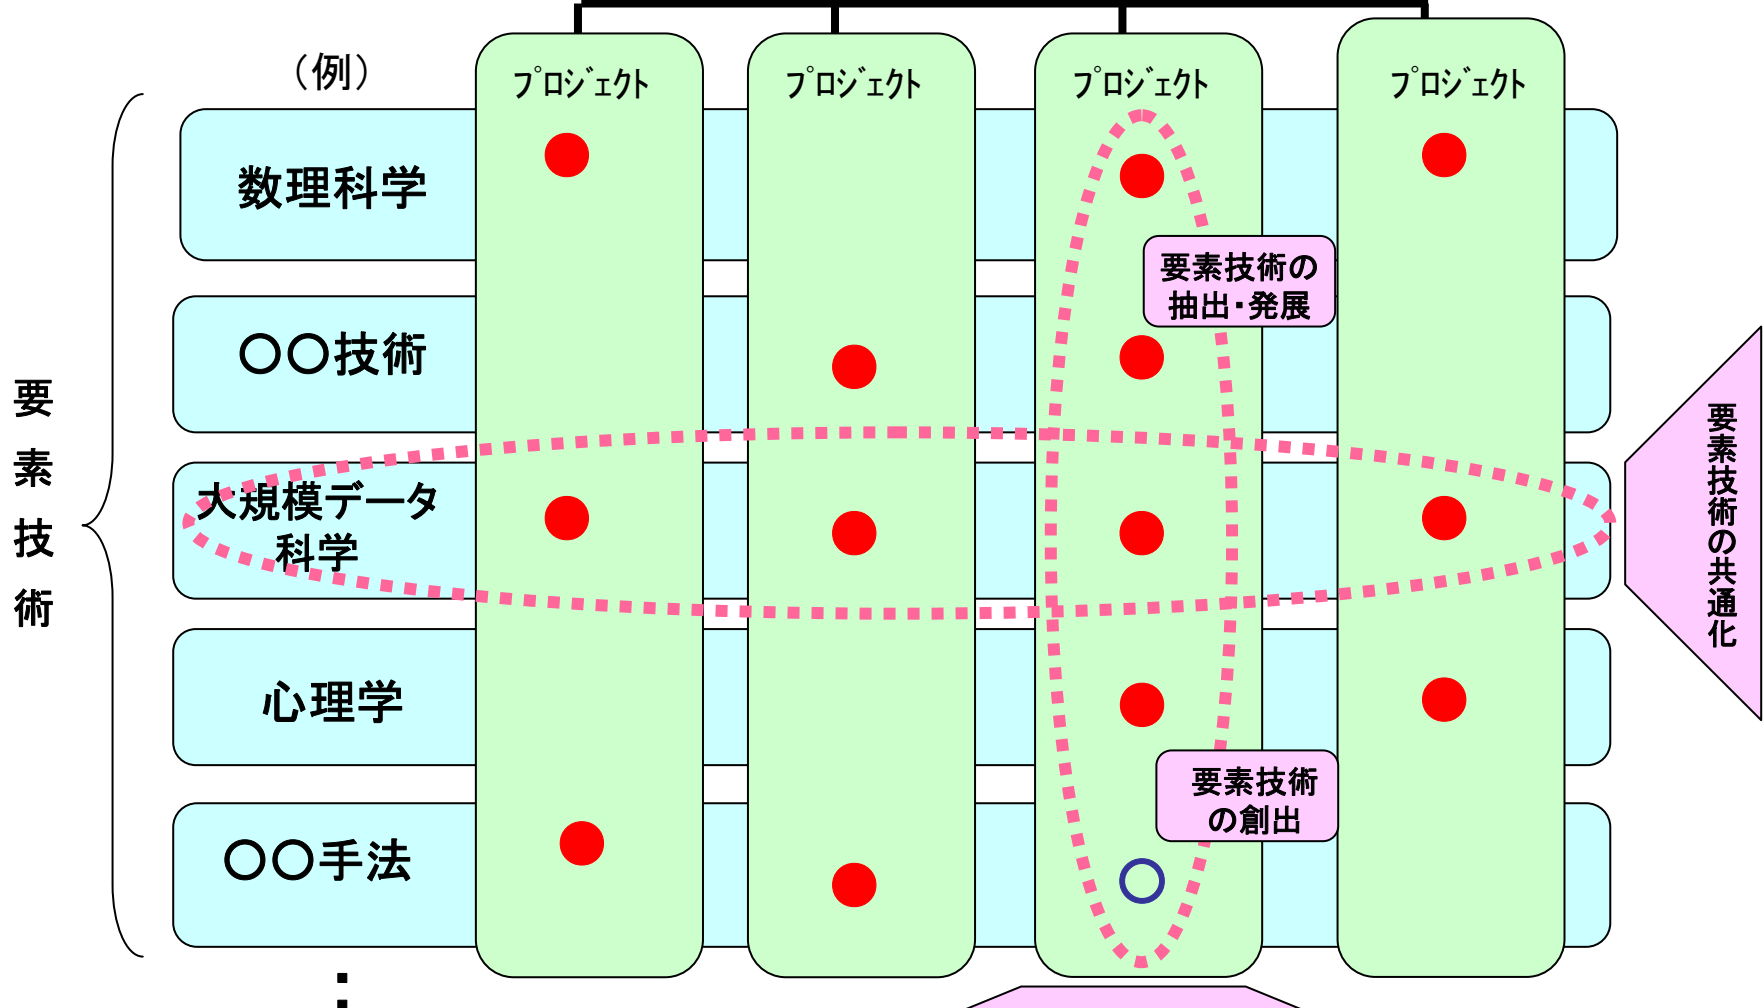 （例）
プロジェクト
プロジェクト
プロジェクト
プロジェクト
数理科学
要素技術の
抽出・発展
〇〇技術
要素技術
大規模データ
科学
要素技術の共通化
心理学
要素技術
の創出
〇〇手法